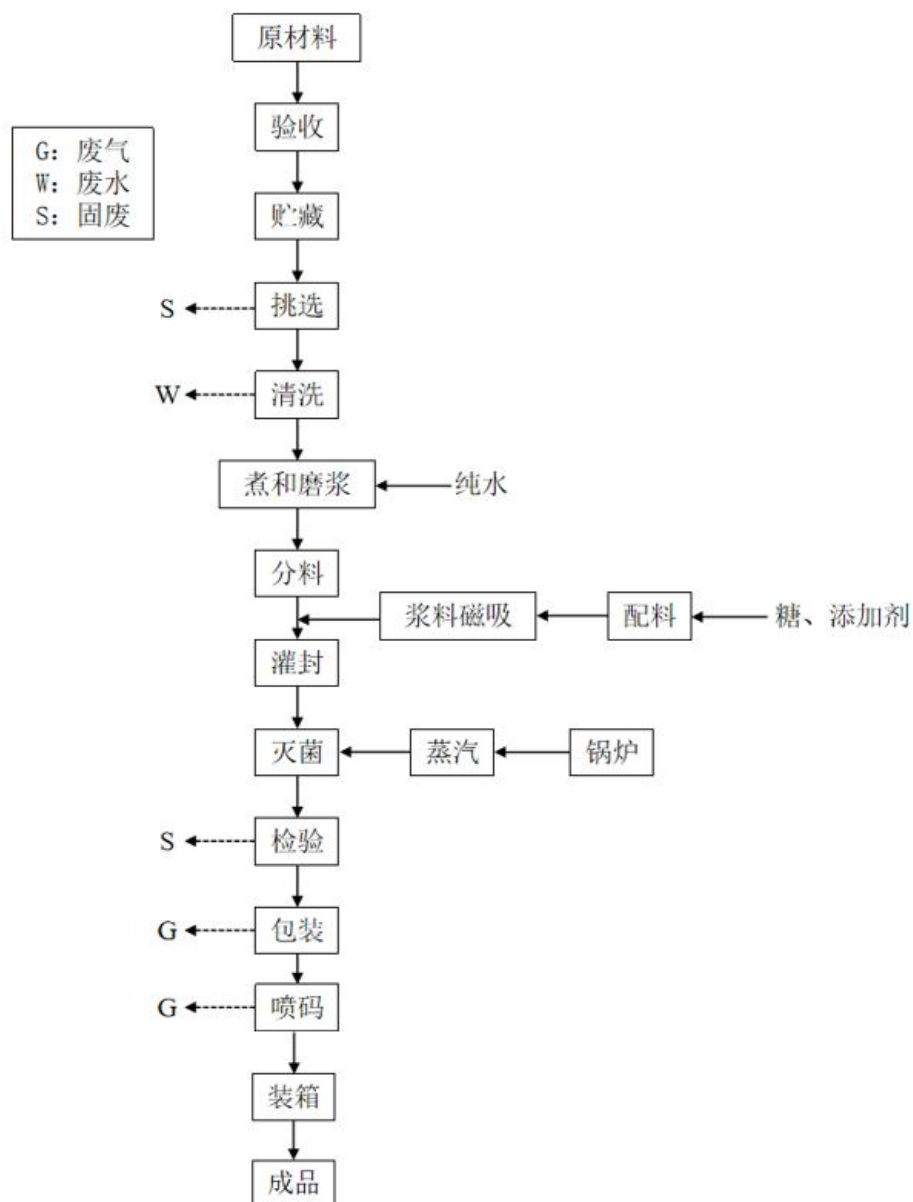 原材料
验收
G: 废气
W: 废水
S: 固废
贮藏
S
挑选
W
清洗
煮和磨浆
纯水
分料
浆料磁吸
配料
糖、添加剂
灌封
灭菌
蒸汽
锅炉
S
检验
G
包装
G
喷码
装箱
成品